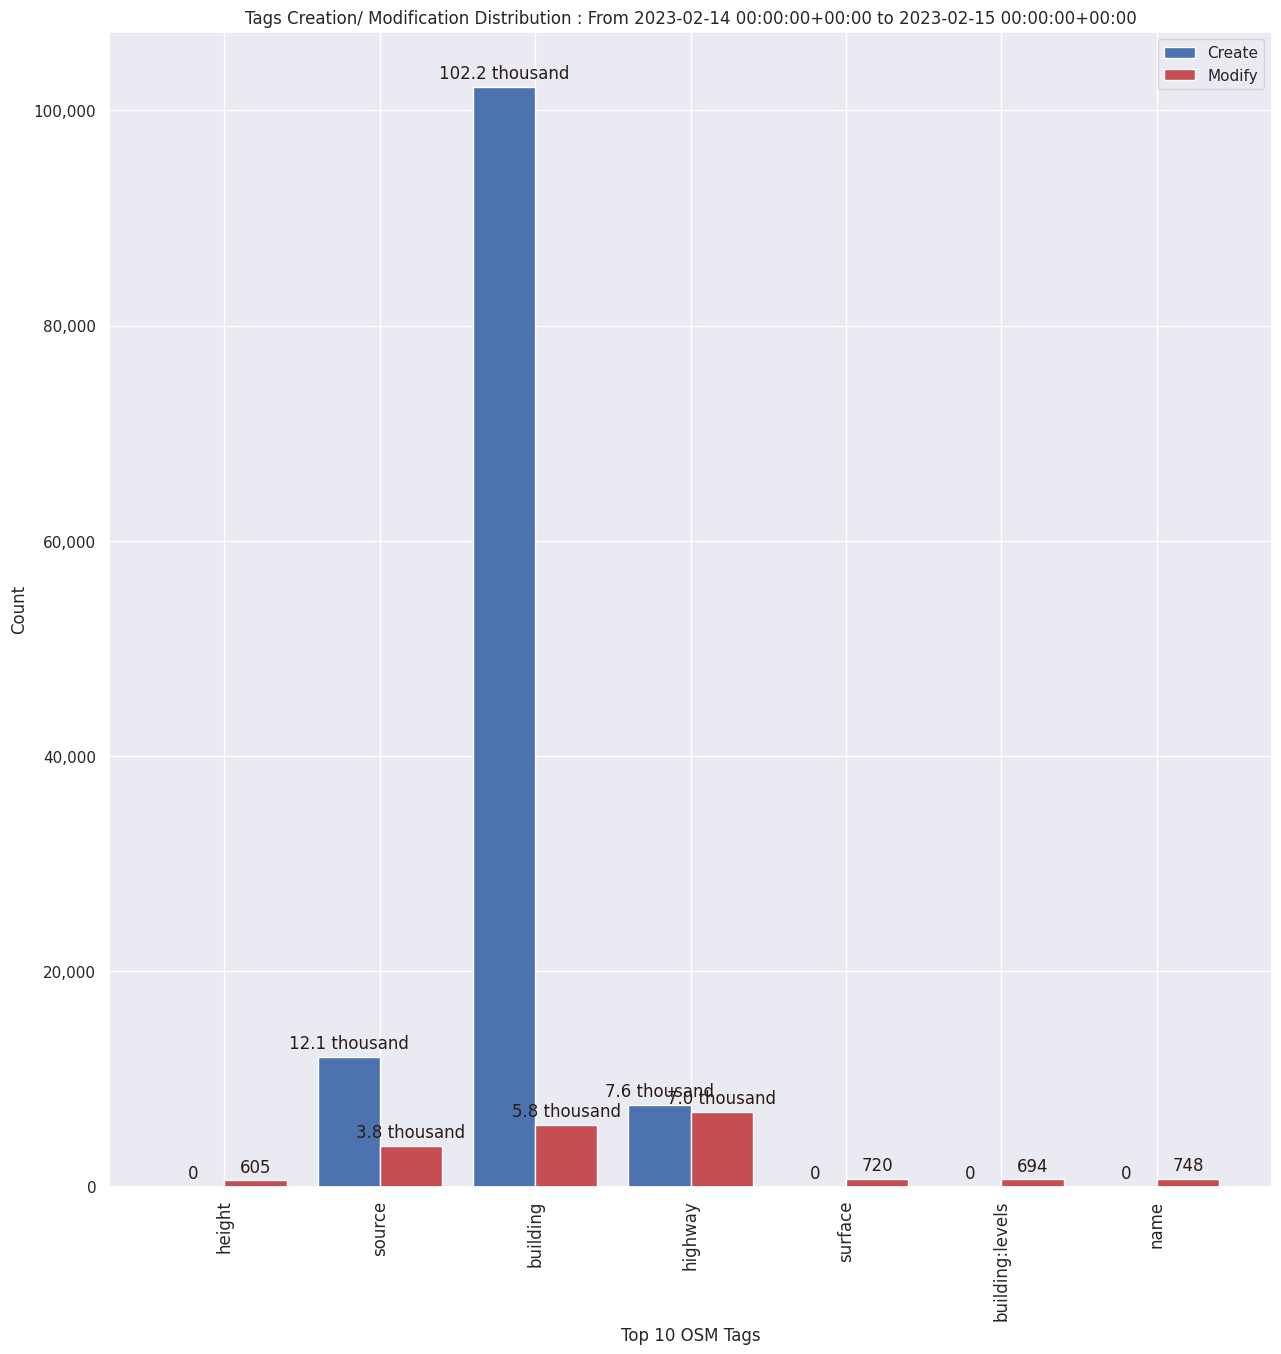 Tags Creation/ Modification Distribution : From 2023-02-14 00:00:00+00:00 to 2023-02-15 00:00:00+00:00
Create
Modify
Count
100,000
80,000
60,000
40,000
20,000
0
0
605
12.1 thousand
3.8 thousand
102.2 thousand
5.8 thousand
7.6 thousand
7.0 thousand
0
720
0
694
0
748
height
source
building
highway
surface
building:levels
name
Top 10 OSM Tags